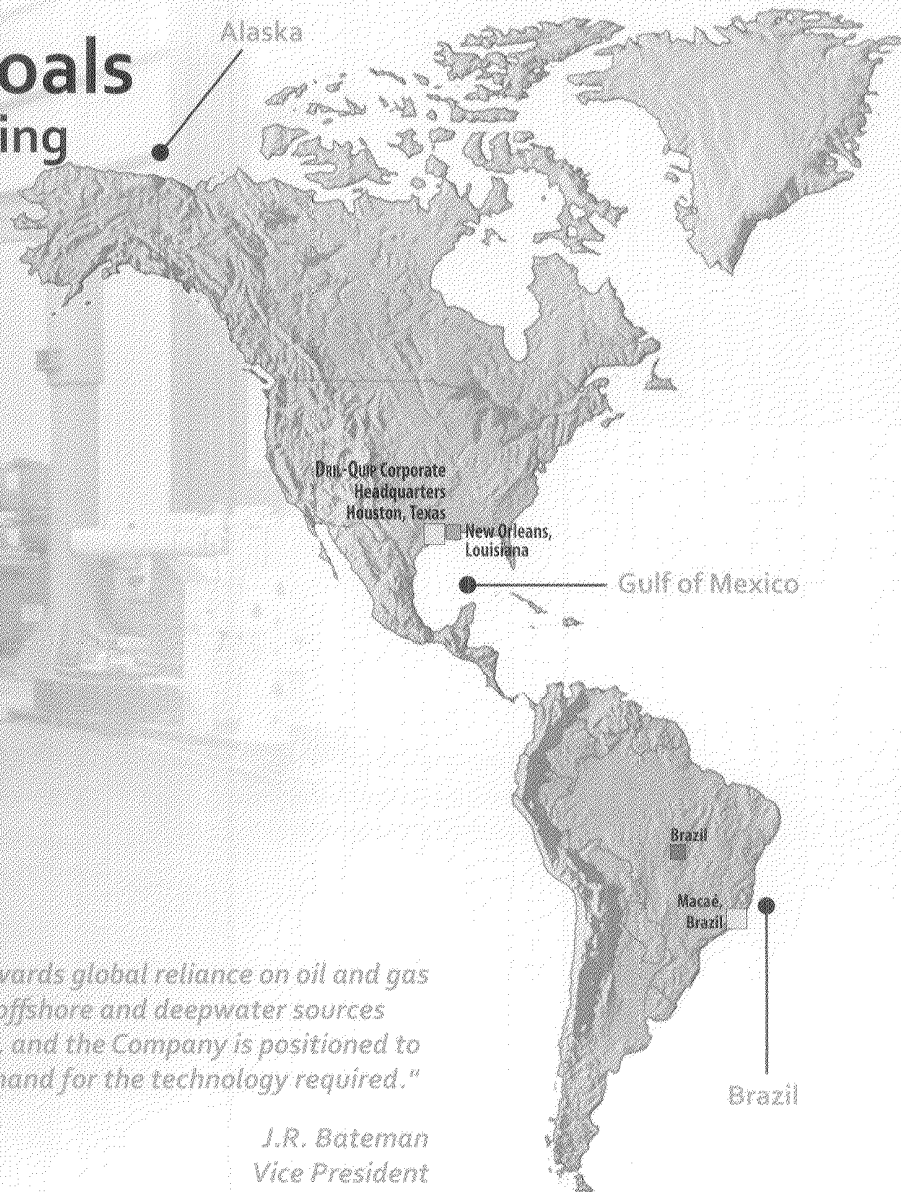 Alaska
oals
ing
DRIL-QUIP Corporate
Headquarters
Houston, Texas
New Orleans,
Louisiana
Gulf of Mexico
Brazil
Macaé,
Brazil
wards global reliance on oil and gas
offshore and deepwater sources
, and the Company is positioned to
mand for the technology required."
J.R. Bateman
Vice President
Brazil